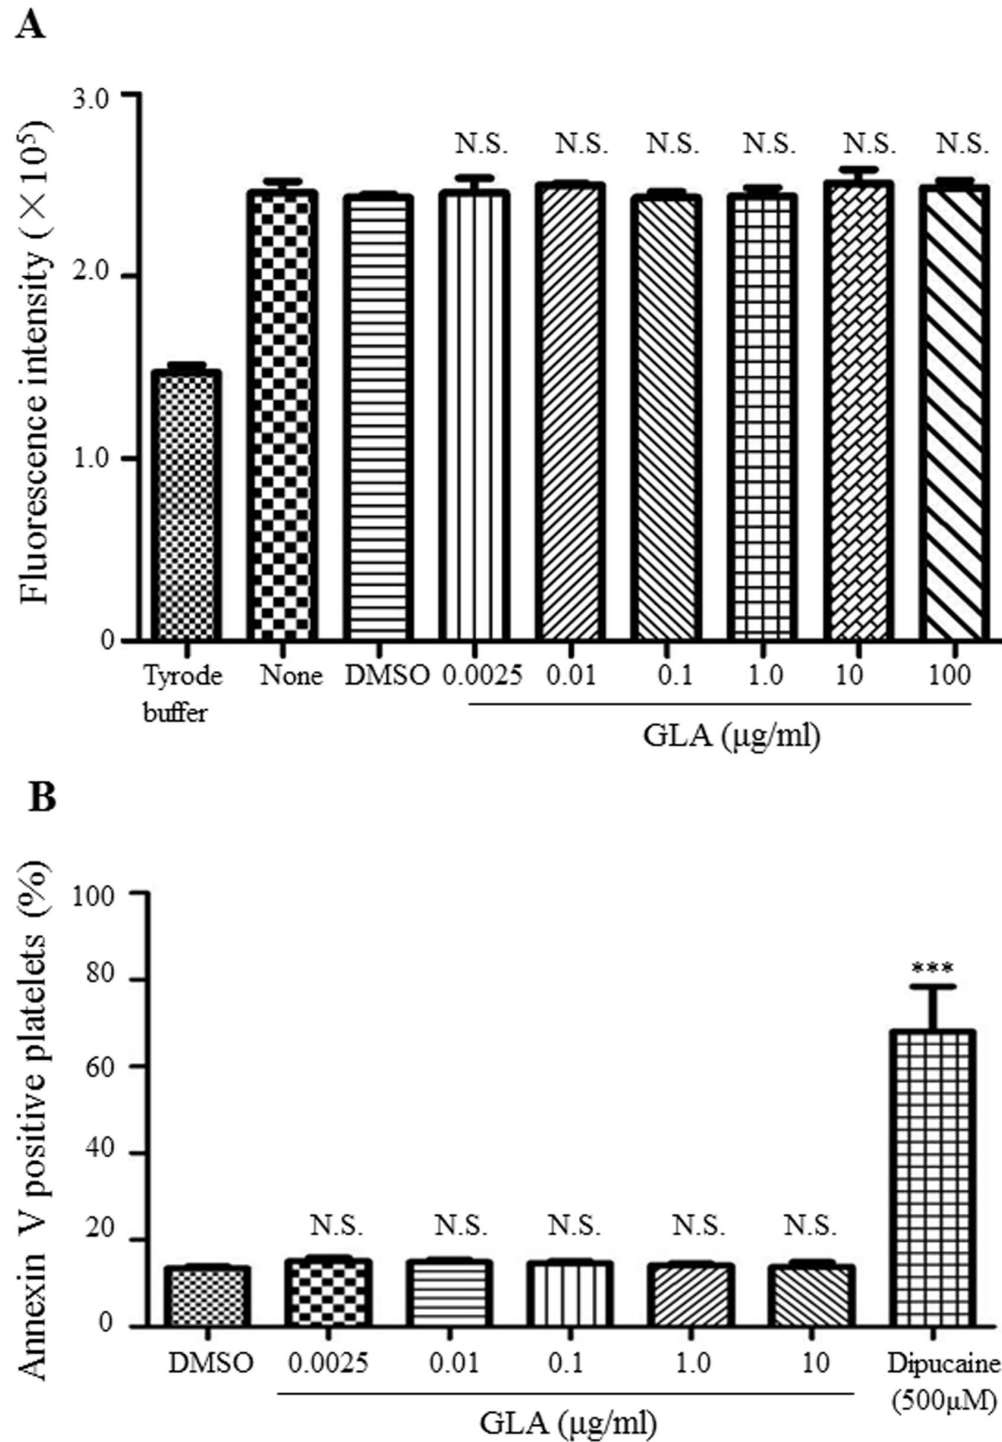 A
Fluorescence intensity (×10⁵)
3.0
2.0
1.0
0
N.S. N.S. N.S. N.S. N.S. N.S.
Tyrode buffer None DMSO 0.0025 0.01 0.1 1.0 10 100
GLA (μg/ml)
B
Annexin V positive platelets (%)
100
80
60
40
20
0
***
N.S. N.S. N.S. N.S. N.S.
DMSO 0.0025 0.01 0.1 1.0 10 Dipucaine
(500μM)
GLA (μg/ml)